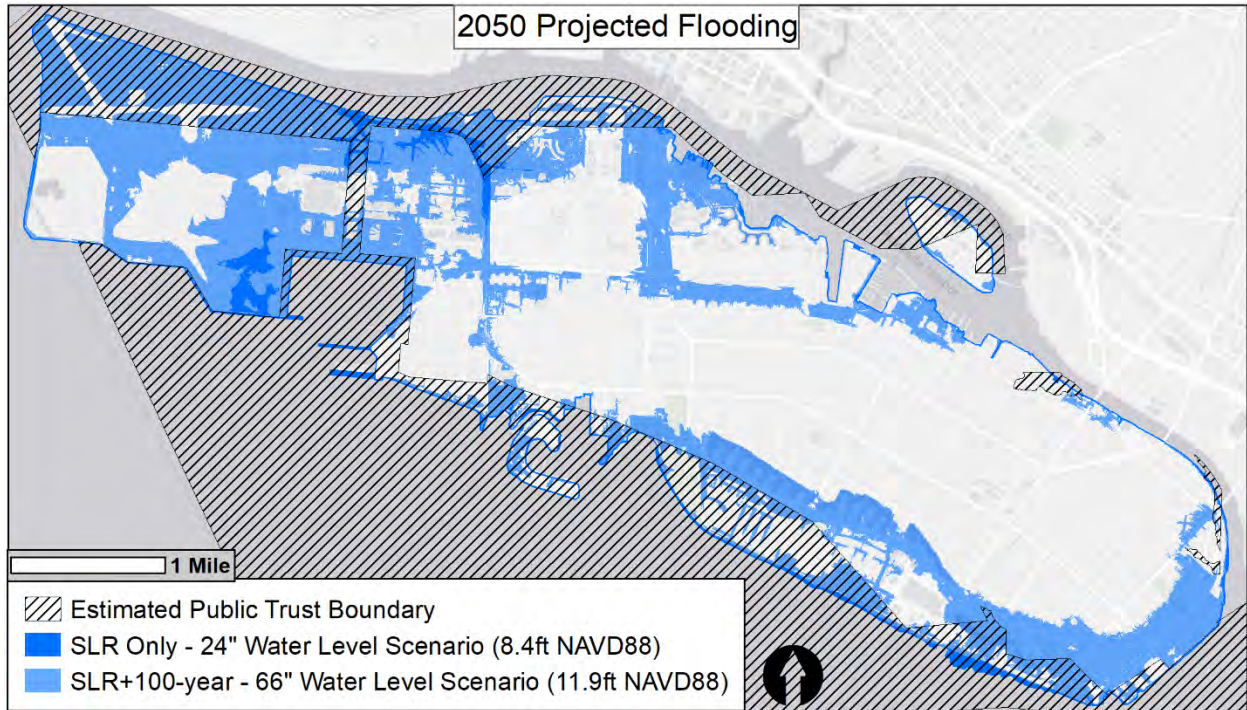 2050 Projected Flooding
1 Mile
Estimated Public Trust Boundary
SLR Only - 24" Water Level Scenario (8.4ft NAVD88)
SLR+100-year - 66" Water Level Scenario (11.9ft NAVD88)